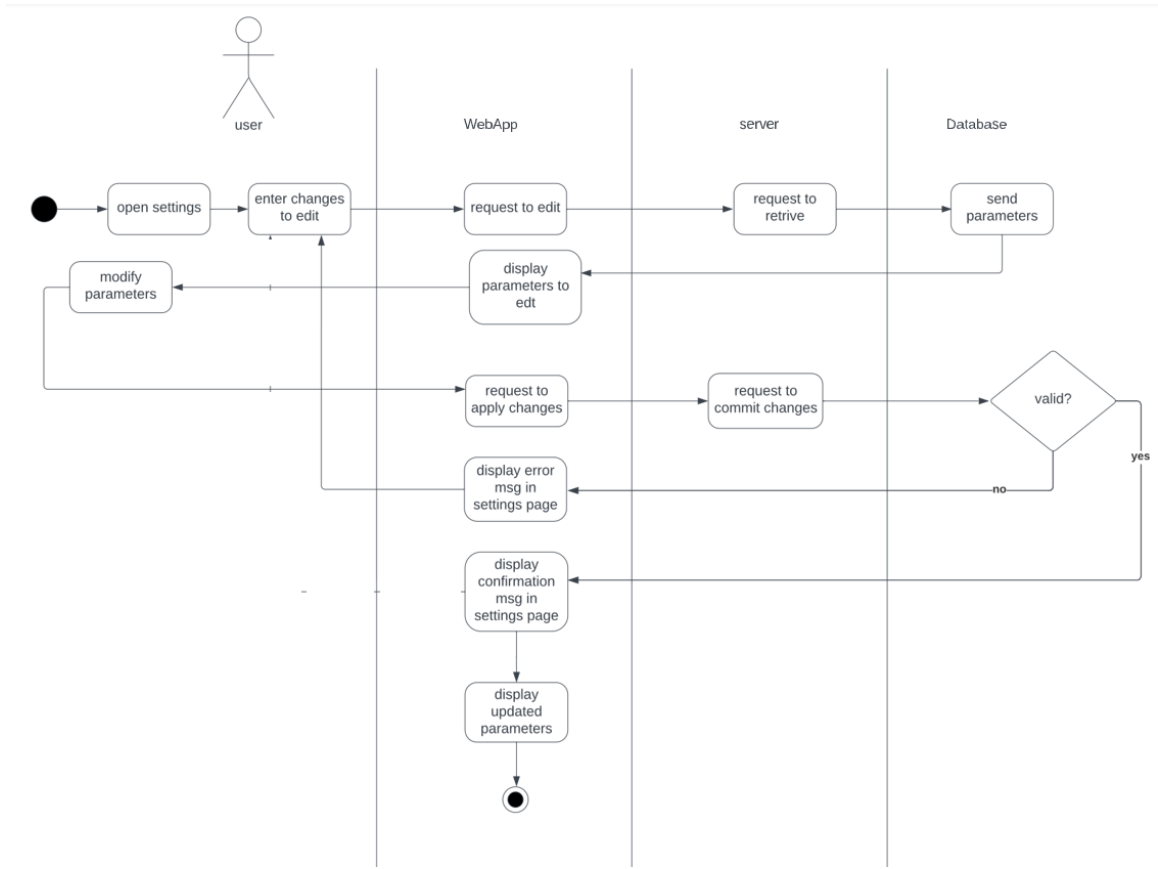 user
WebApp
server
Database
open settings
enter changes
to edit
request to edit
request to
retrive
send
parameters
modify
parameters
display
parameters to
edt
request to
apply changes
request to
commit changes
valid?
yes
display error
msg in
settings page
no
display
confirmation
msg in
settings page
display
updated
parameters